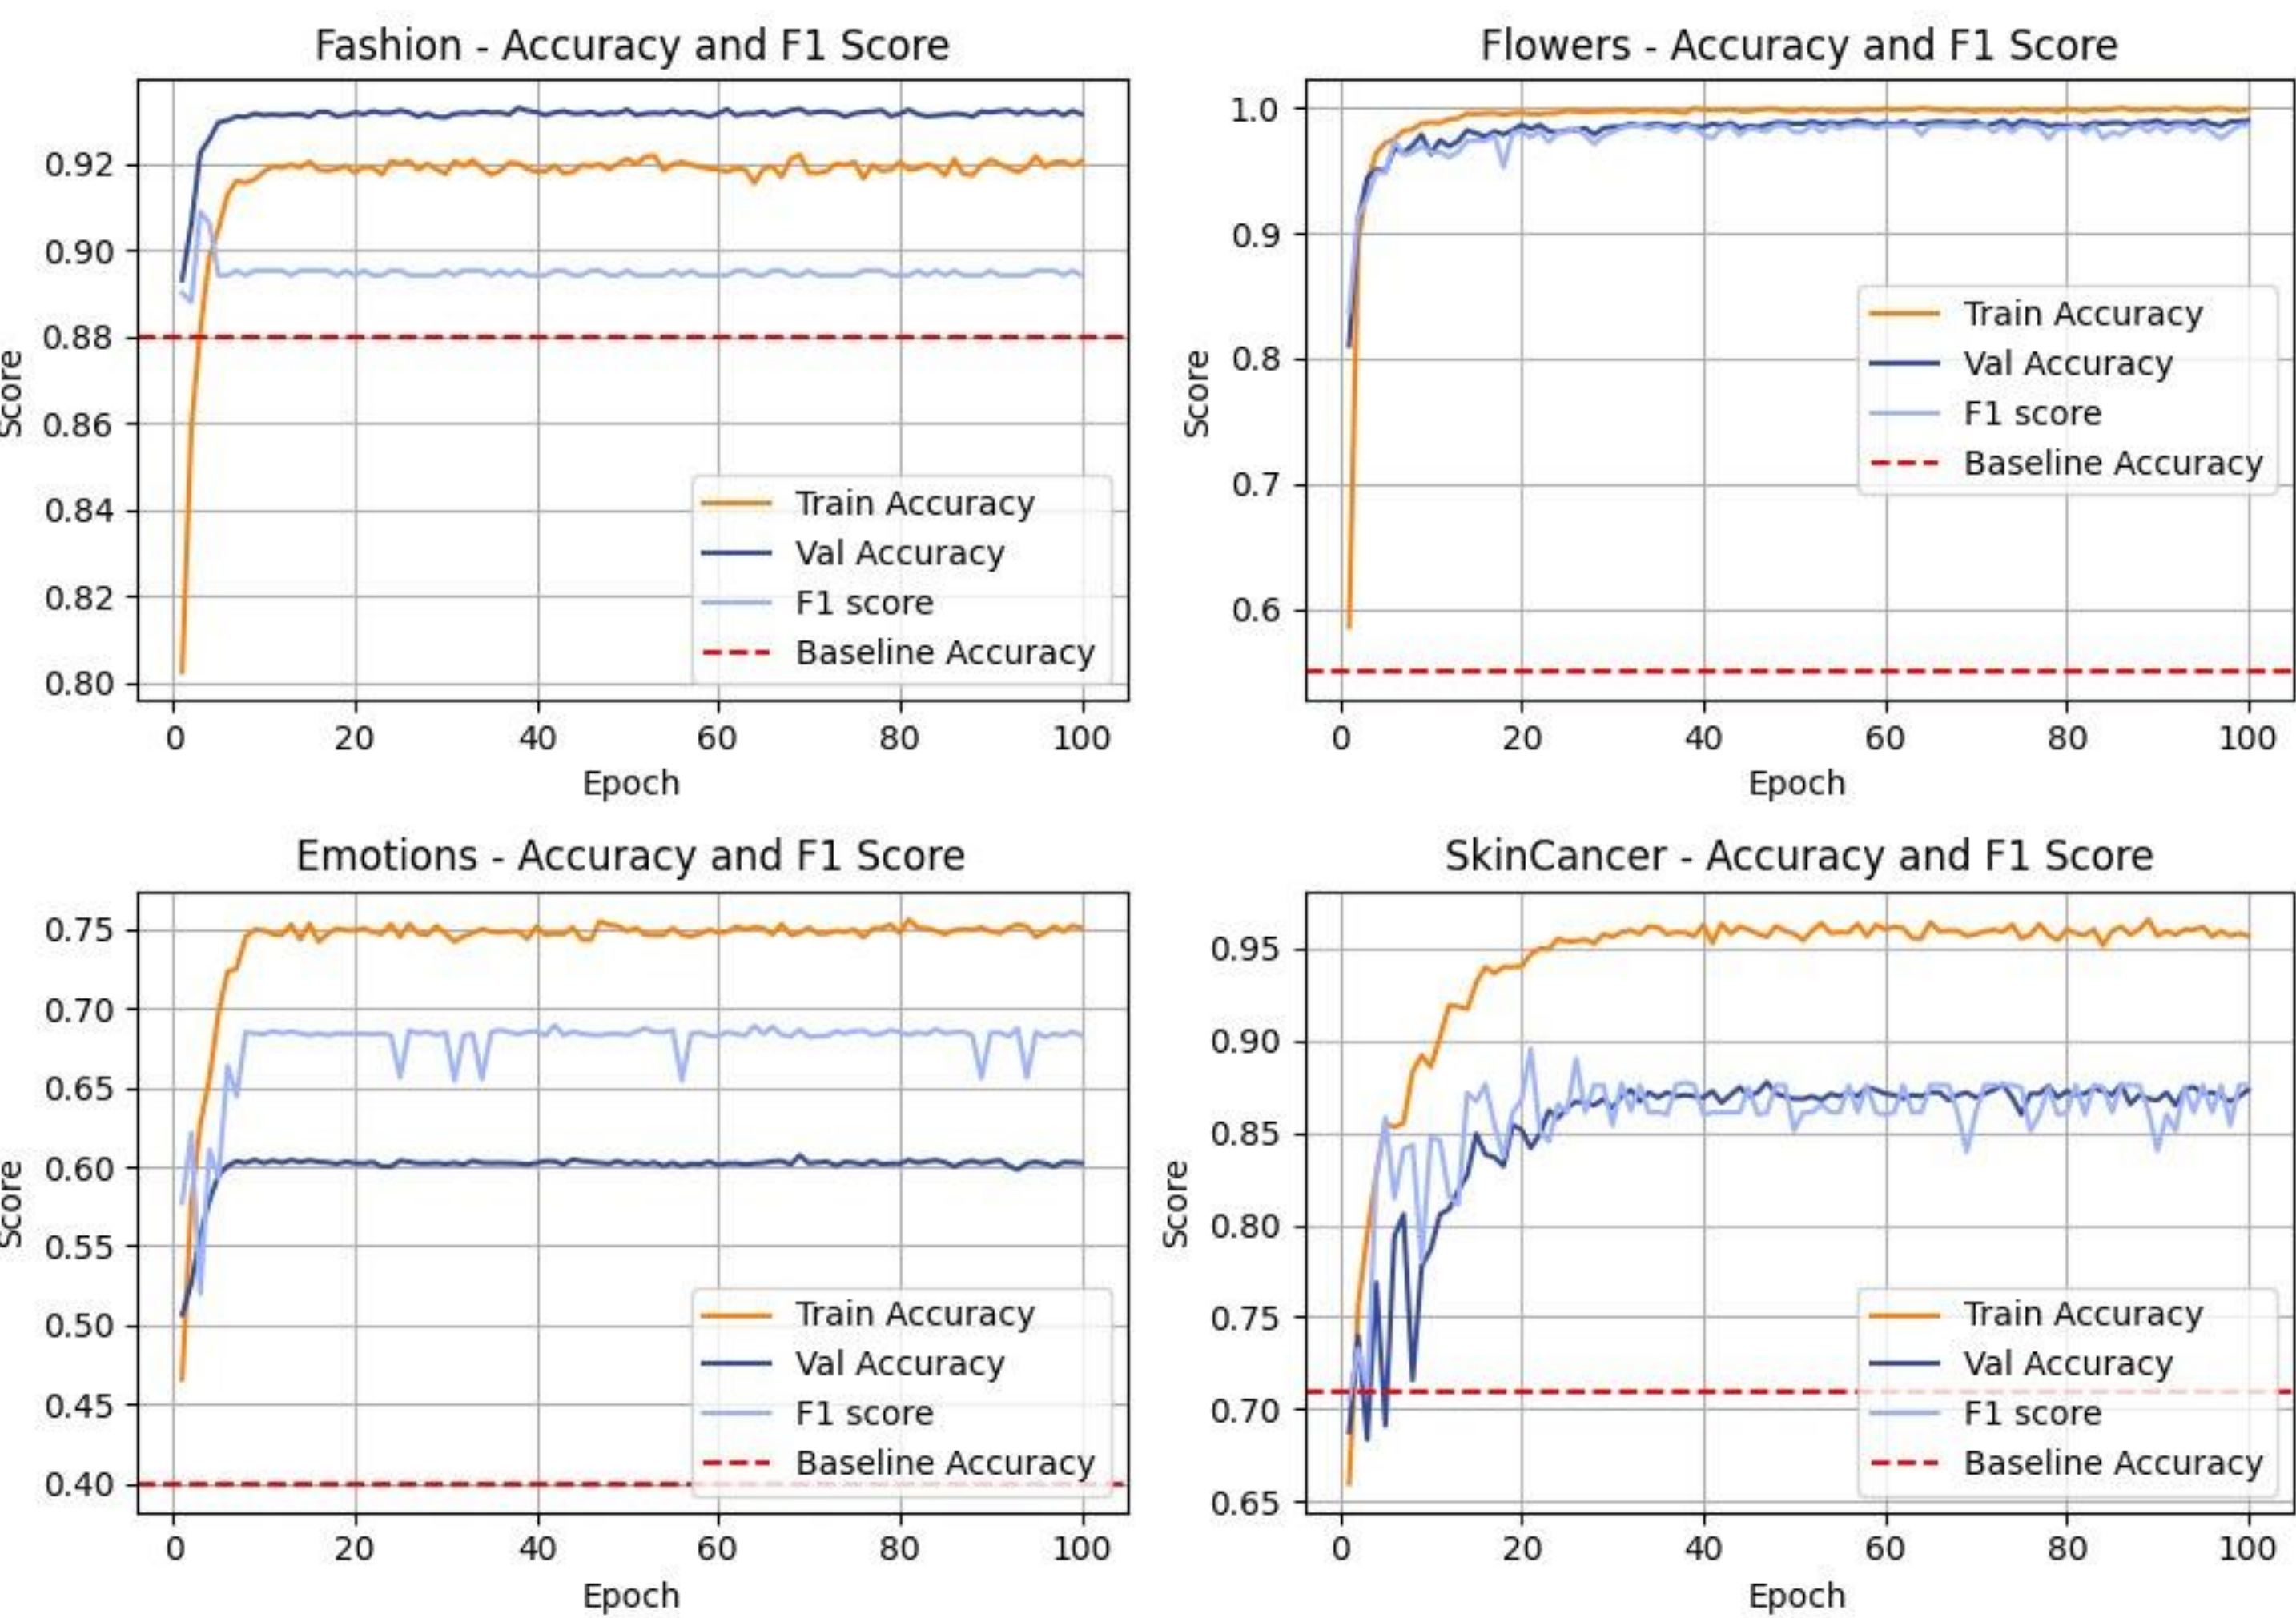 Fashion - Accuracy and F1 Score
0.92
0.90
0.88
0.86
0.84
0.82
0.80
Score
Train Accuracy
Val Accuracy
F1 score
Baseline Accuracy
0 20 40 60 80 100
Epoch
Flowers - Accuracy and F1 Score
1.0
0.9
0.8
0.7
0.6
Score
Train Accuracy
Val Accuracy
F1 score
Baseline Accuracy
0 20 40 60 80 100
Epoch
Emotions - Accuracy and F1 Score
0.75
0.70
0.65
0.60
0.55
0.50
0.45
0.40
Score
Train Accuracy
Val Accuracy
F1 score
Baseline Accuracy
0 20 40 60 80 100
Epoch
SkinCancer - Accuracy and F1 Score
0.95
0.90
0.85
0.80
0.75
0.70
0.65
Score
Train Accuracy
Val Accuracy
F1 score
Baseline Accuracy
0 20 40 60 80 100
Epoch